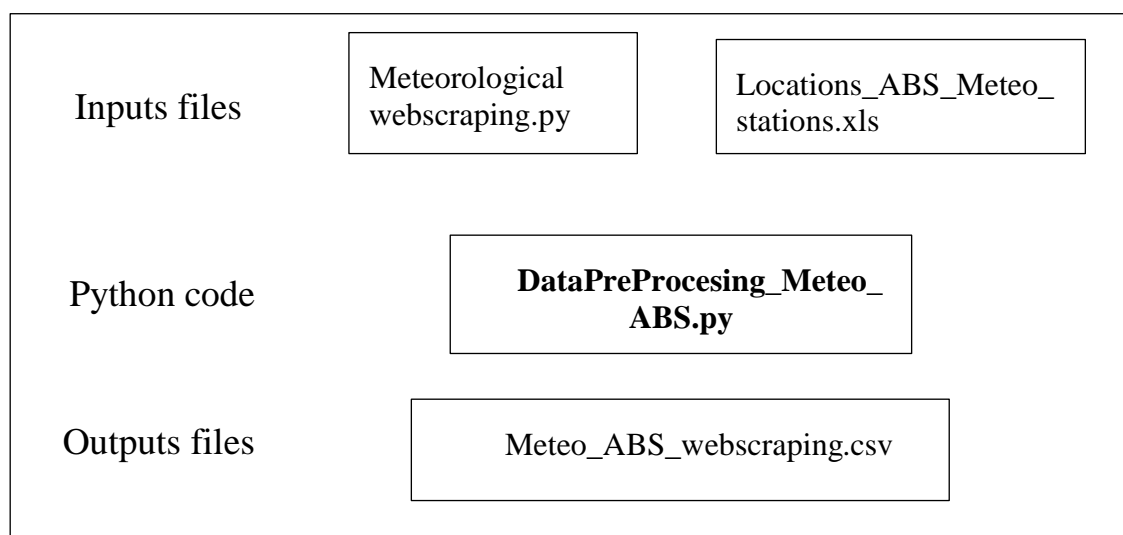 Inputs files
Meteorological
webscraping.py
Locations_ABS_Meteo_
stations.xls
Python code
DataPreProcesing_Meteo_
ABS.py
Outputs files
Meteo_ABS_webscraping.csv